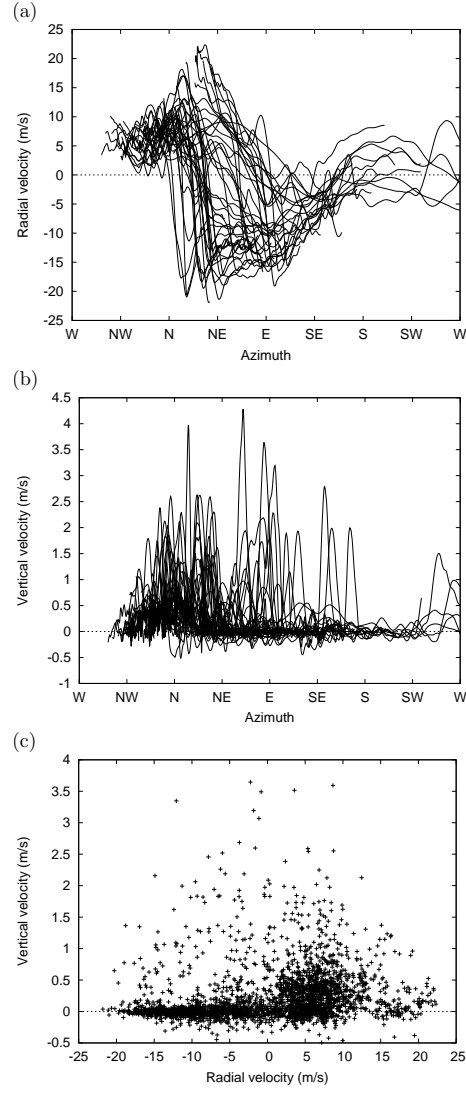 (a)
25
20
15
10
5
0
-5
-10
-15
-20
-25
Radial velocity (m/s)
W NW N NE E SE S SW W
Azimuth
(b)
4.5
4
3.5
3
2.5
2
1.5
1
0.5
0
-0.5
-1
Vertical velocity (m/s)
W NW N NE E SE S SW W
Azimuth
(c)
4
3.5
3
2.5
2
1.5
1
0.5
0
-0.5
Vertical velocity (m/s)
-25 -20 -15 -10 -5 0 5 10 15 20 25
Radial velocity (m/s)